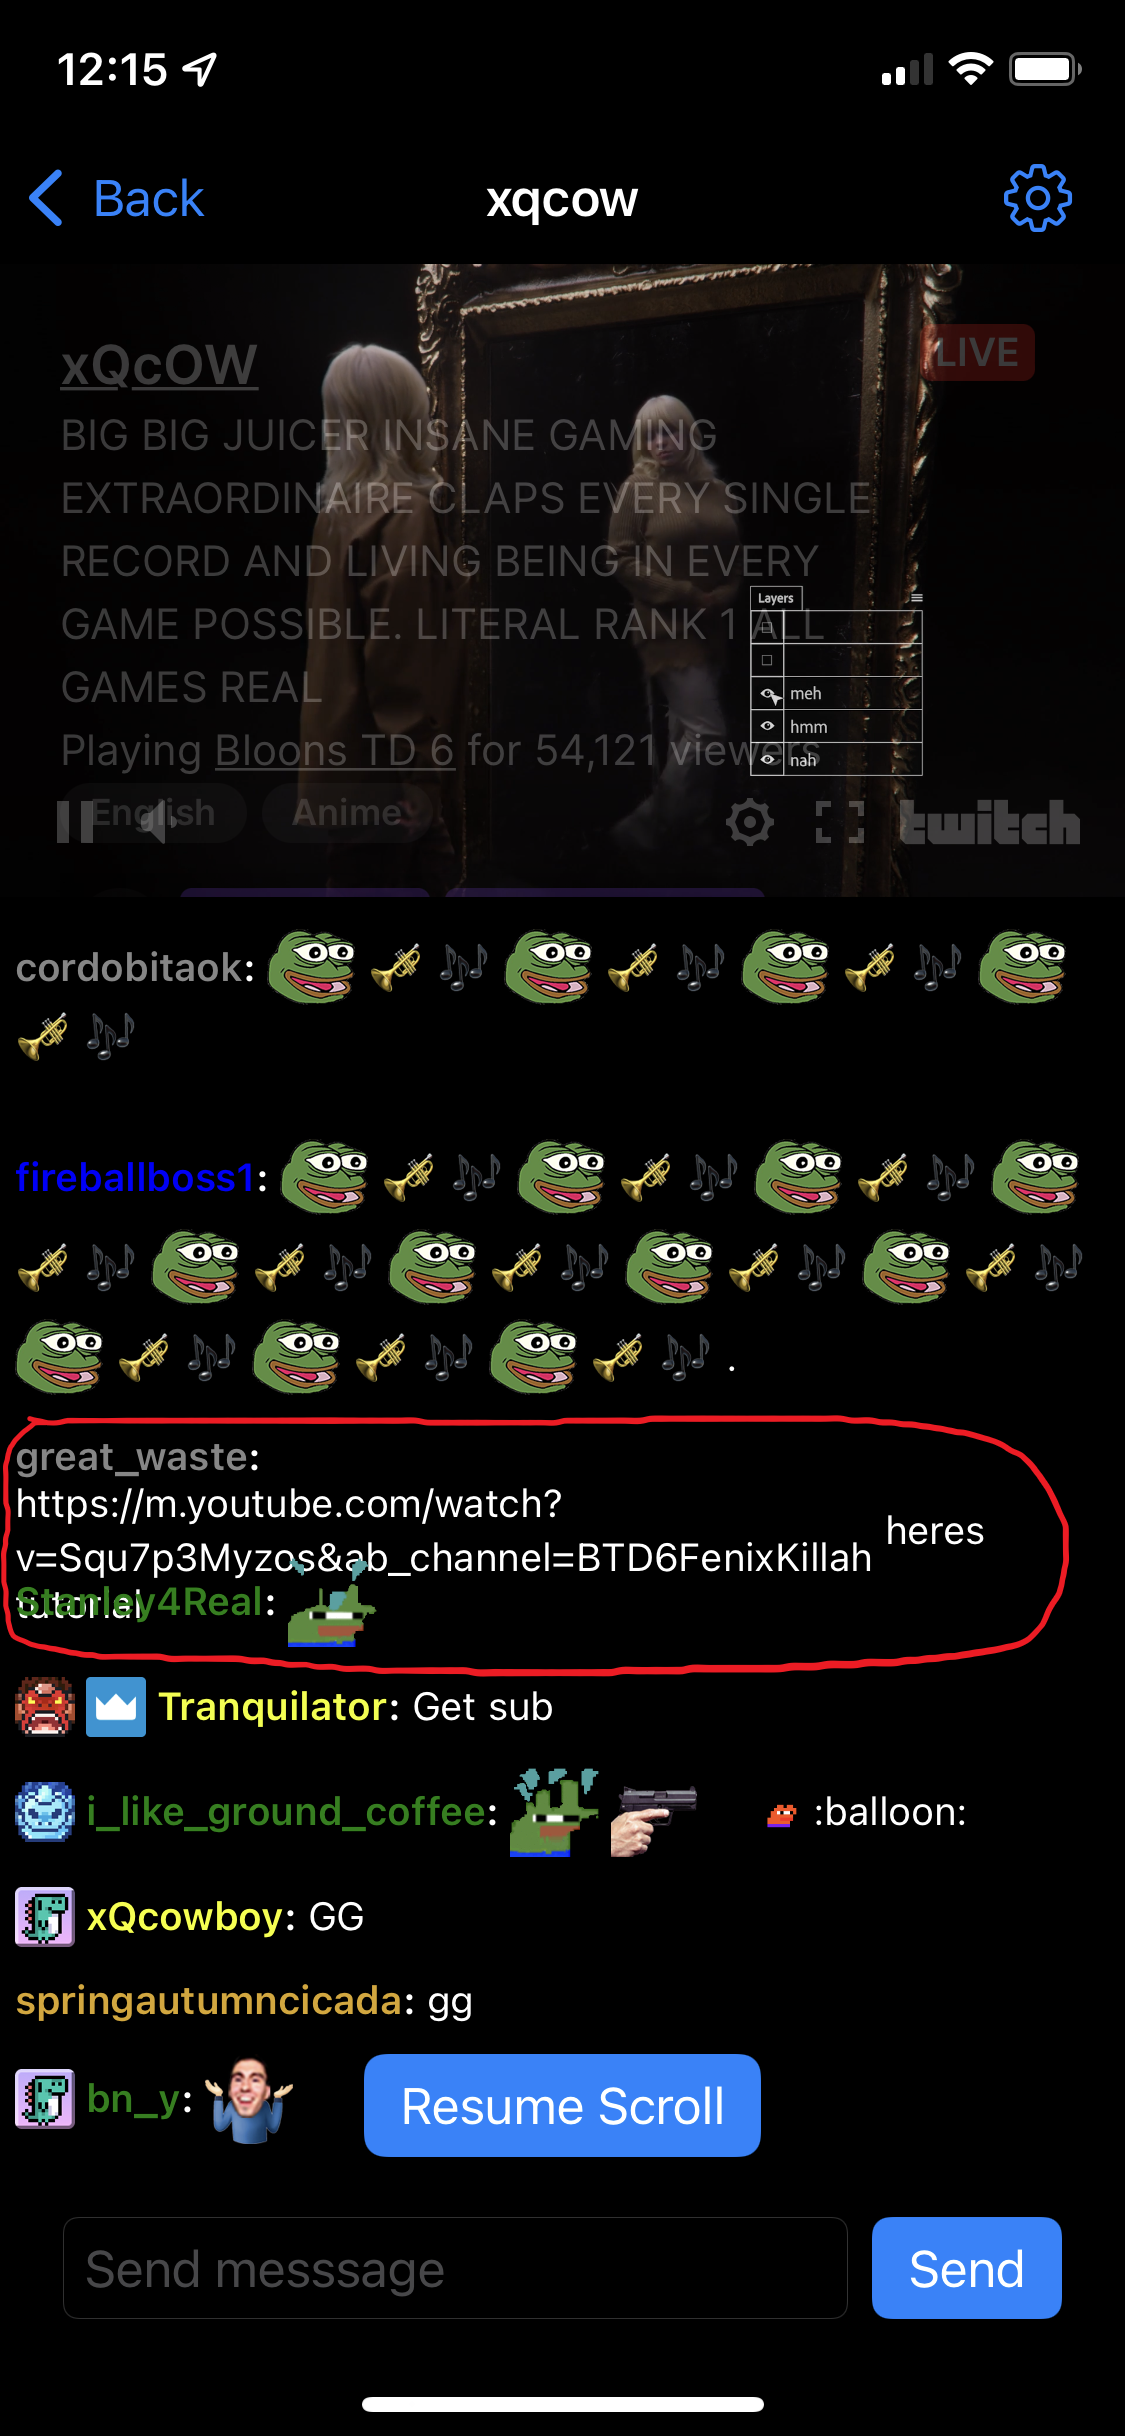 12:15
Back
xqcow
xQcOW
LIVE
BIG BIG JUICER INSANE GAMING
EXTRAORDINAIRE CLAPS EVERY SINGLE
RECORD AND LIVING BEING IN EVERY
GAME POSSIBLE. LITERAL RANK 1 ALL
GAMES REAL
Playing Bloons TD 6 for 54,121 viewers
Layers
meh
hmm
nah
English
Anime
twitch
cordobitaok:
fireballboss1:
.
great_waste:
https://m.youtube.com/watch?
v=Squ7p3Myzos&ab_channel=BTD6FenixKillah heres
tutorial
Stanley4Real:
Tranquilator: Get sub
i_like_ground_coffee: :balloon:
xQcowboy: GG
springautumncicada: gg
bn_y:
Resume Scroll
Send messsage
Send